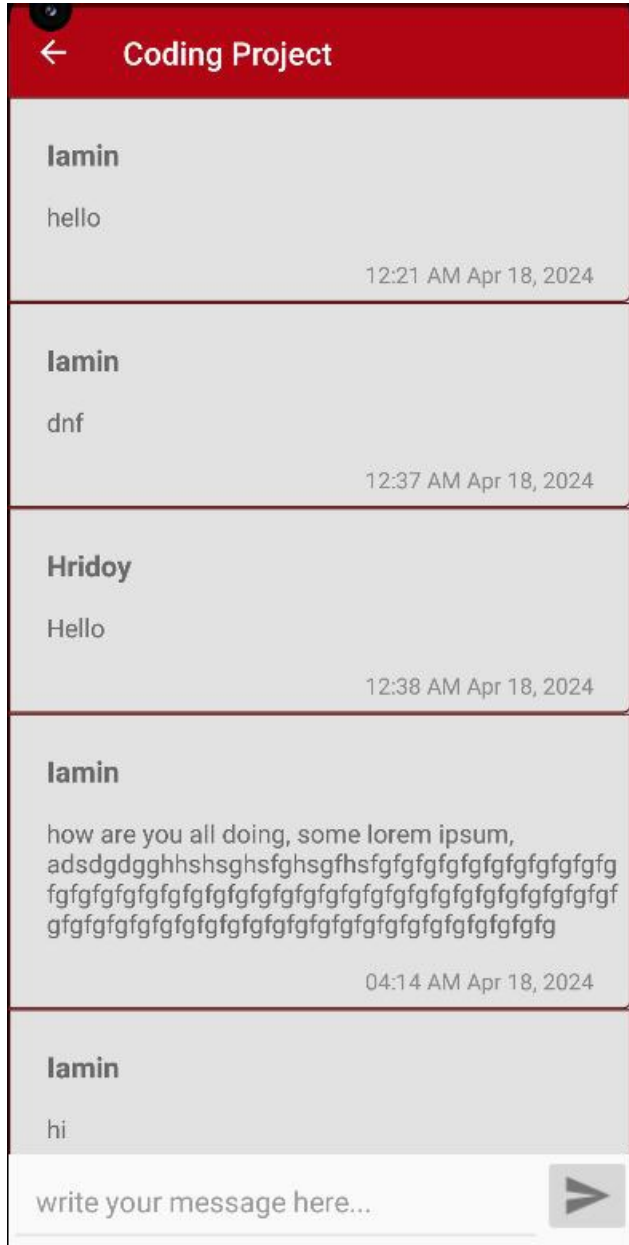 Coding Project
lamin
hello
12:21 AM Apr 18, 2024
lamin
dnf
12:37 AM Apr 18, 2024
Hridoy
Hello
12:38 AM Apr 18, 2024
lamin
how are you all doing, some lorem ipsum,
adsdgdgghhshsghsfghsgfhsfgfgfgfgfgfgfgfgfgfgfg
fgfgfgfgfgfgfgfgfgfgfgfgfgfgfgfgfgfgfgfgfgfgfgf
gfgfgfgfgfgfgfgfgfgfgfgfgfgfgfgfgfgfgfgfgfg
04:14 AM Apr 18, 2024
lamin
hi
write your message here...